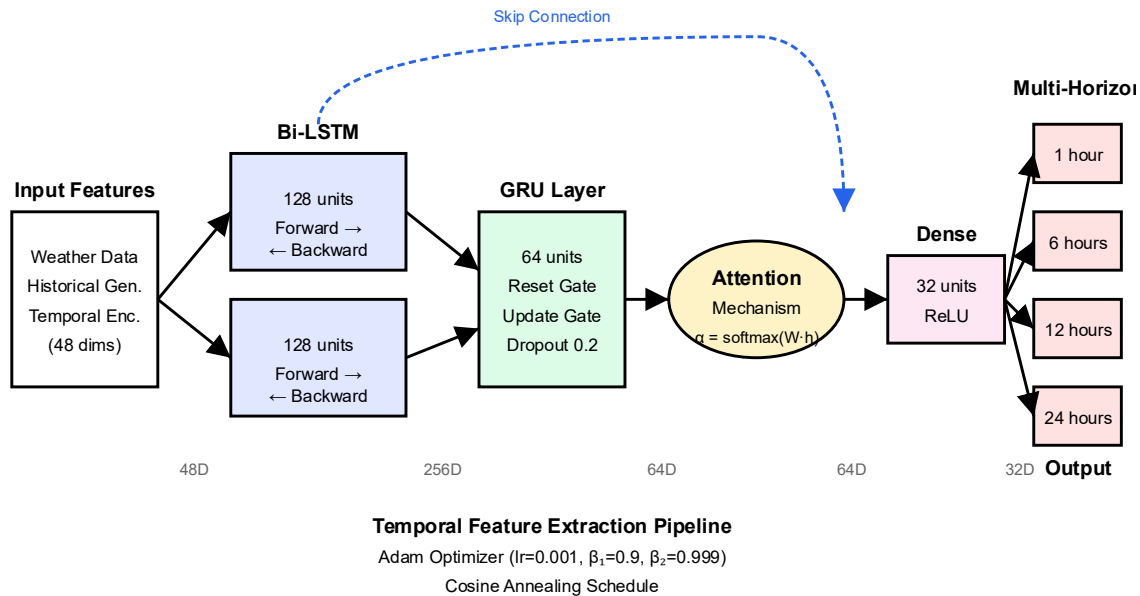 Skip Connection
Input Features
Weather Data
Historical Gen.
Temporal Enc.
(48 dims)
Bi-LSTM
128 units
Forward →
← Backward
128 units
Forward →
← Backward
GRU Layer
64 units
Reset Gate
Update Gate
Dropout 0.2
Attention
Mechanism
α = softmax(W·h)
Dense
32 units
ReLU
Multi-Horizon
1 hour
6 hours
12 hours
24 hours
Output
48D
256D
64D
64D
32D
Temporal Feature Extraction Pipeline
Adam Optimizer (lr=0.001, β₁=0.9, β₂=0.999)
Cosine Annealing Schedule